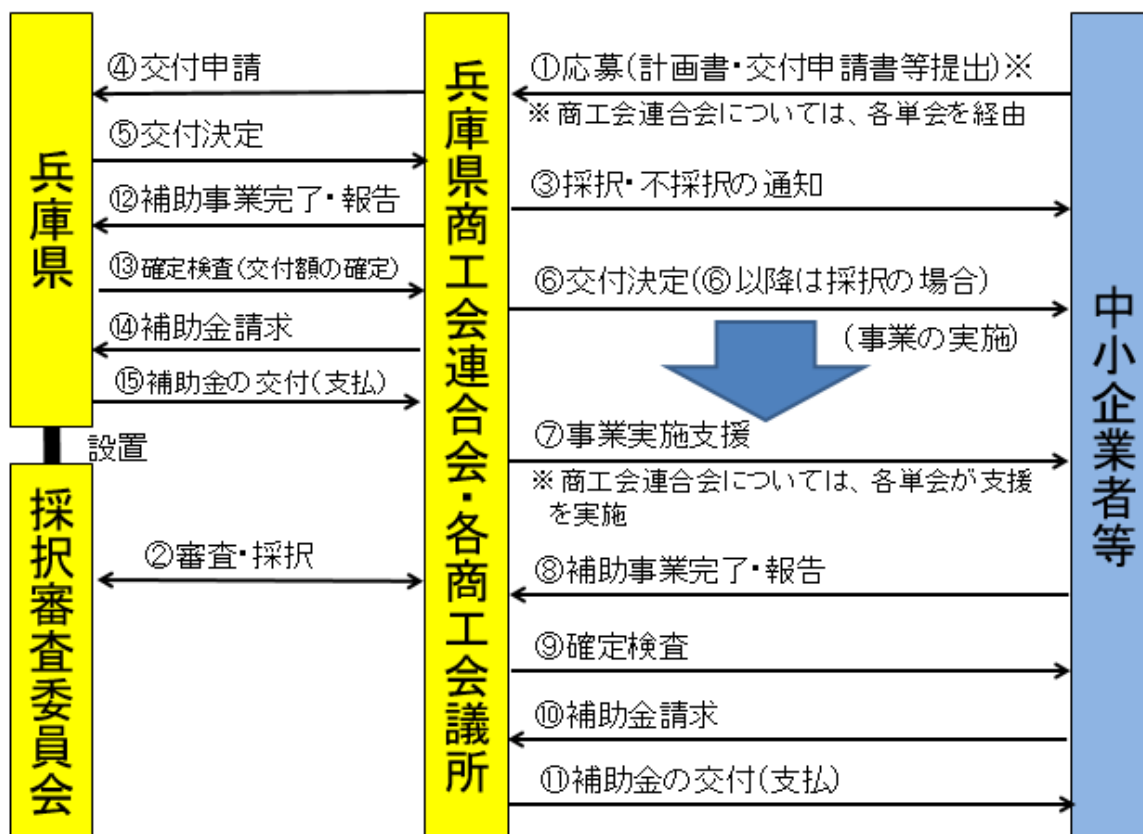 兵庫県
設置
採択審査委員会
④交付申請
⑤交付決定
⑫補助事業完了・報告
⑬確定検査(交付額の確定)
⑭補助金請求
⑮補助金の交付(支払)
②審査・採択
兵庫県商工会連合会・各商工会議所
①応募(計画書・交付申請書等提出)※
※商工会連合会については、各単会を経由
③採択・不採択の通知
⑥交付決定(⑥以降は採択の場合)
(事業の実施)
⑦事業実施支援
※商工会連合会については、各単会が支援
を実施
⑧補助事業完了・報告
⑨確定検査
⑩補助金請求
⑪補助金の交付(支払)
中小企業者等